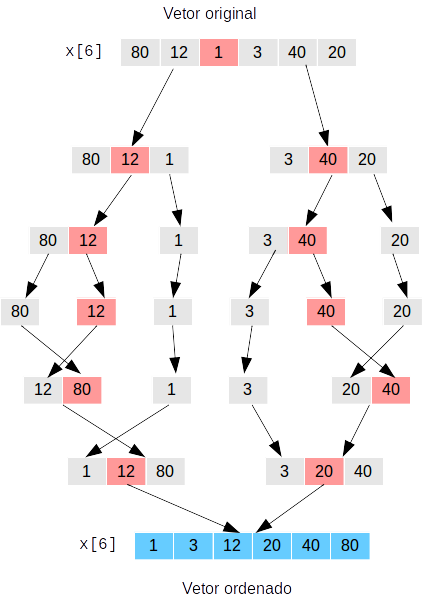 Vetor original
x[6] 80 12 1 3 40 20
80 12 1 3 40 20
80 12 1 3 40 20
80 12 1 3 40 20
12 80 1 3 20 40
1 12 80 3 20 40
x[6] 1 3 12 20 40 80
Vetor ordenado